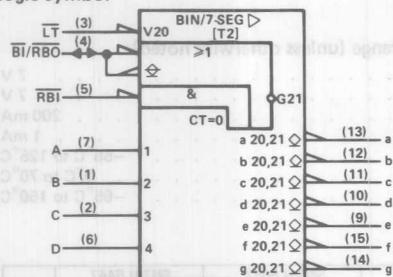 BIN/7-SEG ▷
[T2]
LT (3) V20
BI/RBO (4) ≥1
RBI (5) &
G21
CT=0
A (7) 1
B (1) 2
C (2) 3
D (6) 4
a 20,21 (13) a
b 20,21 (12) b
c 20,21 (11) c
d 20,21 (10) d
e 20,21 (9) e
f 20,21 (15) f
g 20,21 (14) g